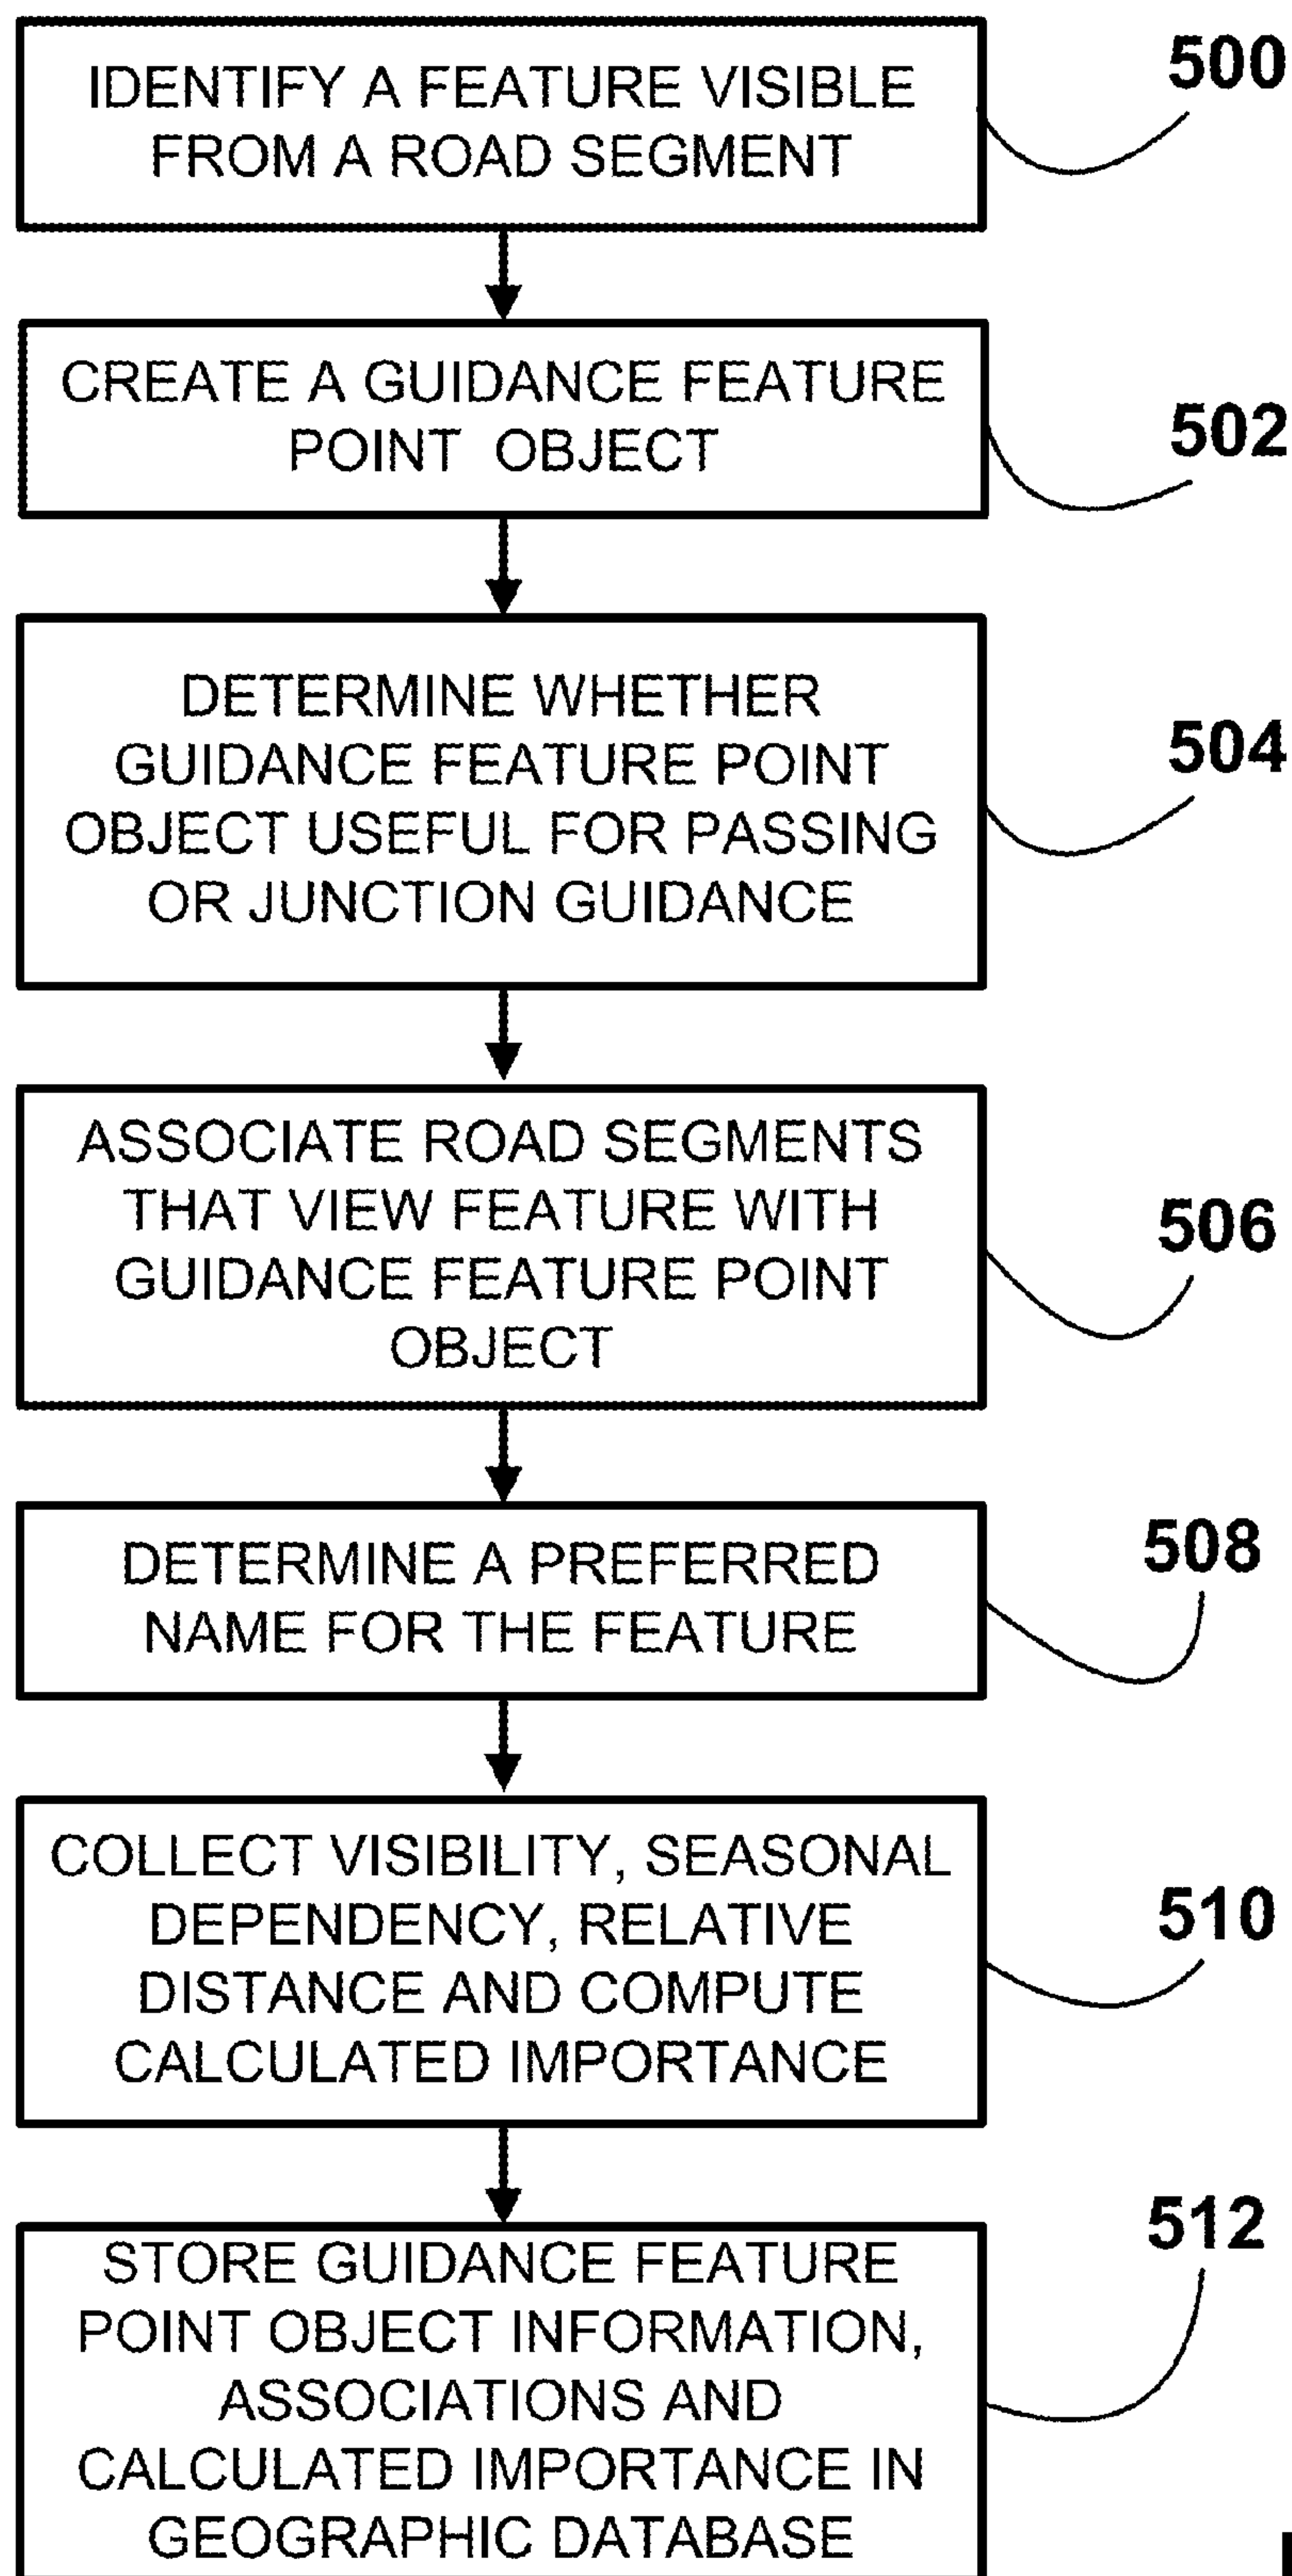 IDENTIFY A FEATURE VISIBLE
FROM A ROAD SEGMENT
500
CREATE A GUIDANCE FEATURE
POINT OBJECT
502
DETERMINE WHETHER
GUIDANCE FEATURE POINT
OBJECT USEFUL FOR PASSING
OR JUNCTION GUIDANCE
504
ASSOCIATE ROAD SEGMENTS
THAT VIEW FEATURE WITH
GUIDANCE FEATURE POINT
OBJECT
506
DETERMINE A PREFERRED
NAME FOR THE FEATURE
508
COLLECT VISIBILITY, SEASONAL
DEPENDENCY, RELATIVE
DISTANCE AND COMPUTE
CALCULATED IMPORTANCE
510
STORE GUIDANCE FEATURE
POINT OBJECT INFORMATION,
ASSOCIATIONS AND
CALCULATED IMPORTANCE IN
GEOGRAPHIC DATABASE
512